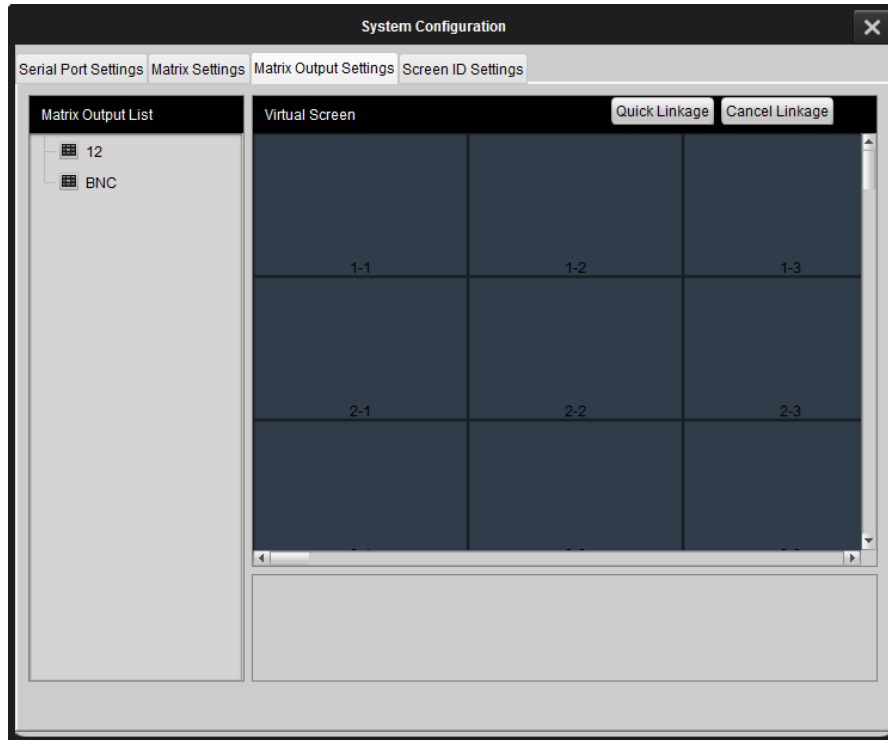 System Configuration
Serial Port Settings Matrix Settings Matrix Output Settings Screen ID Settings
Matrix Output List
Virtual Screen Quick Linkage Cancel Linkage
12
BNC
1-1 1-2 1-3
2-1 2-2 2-3